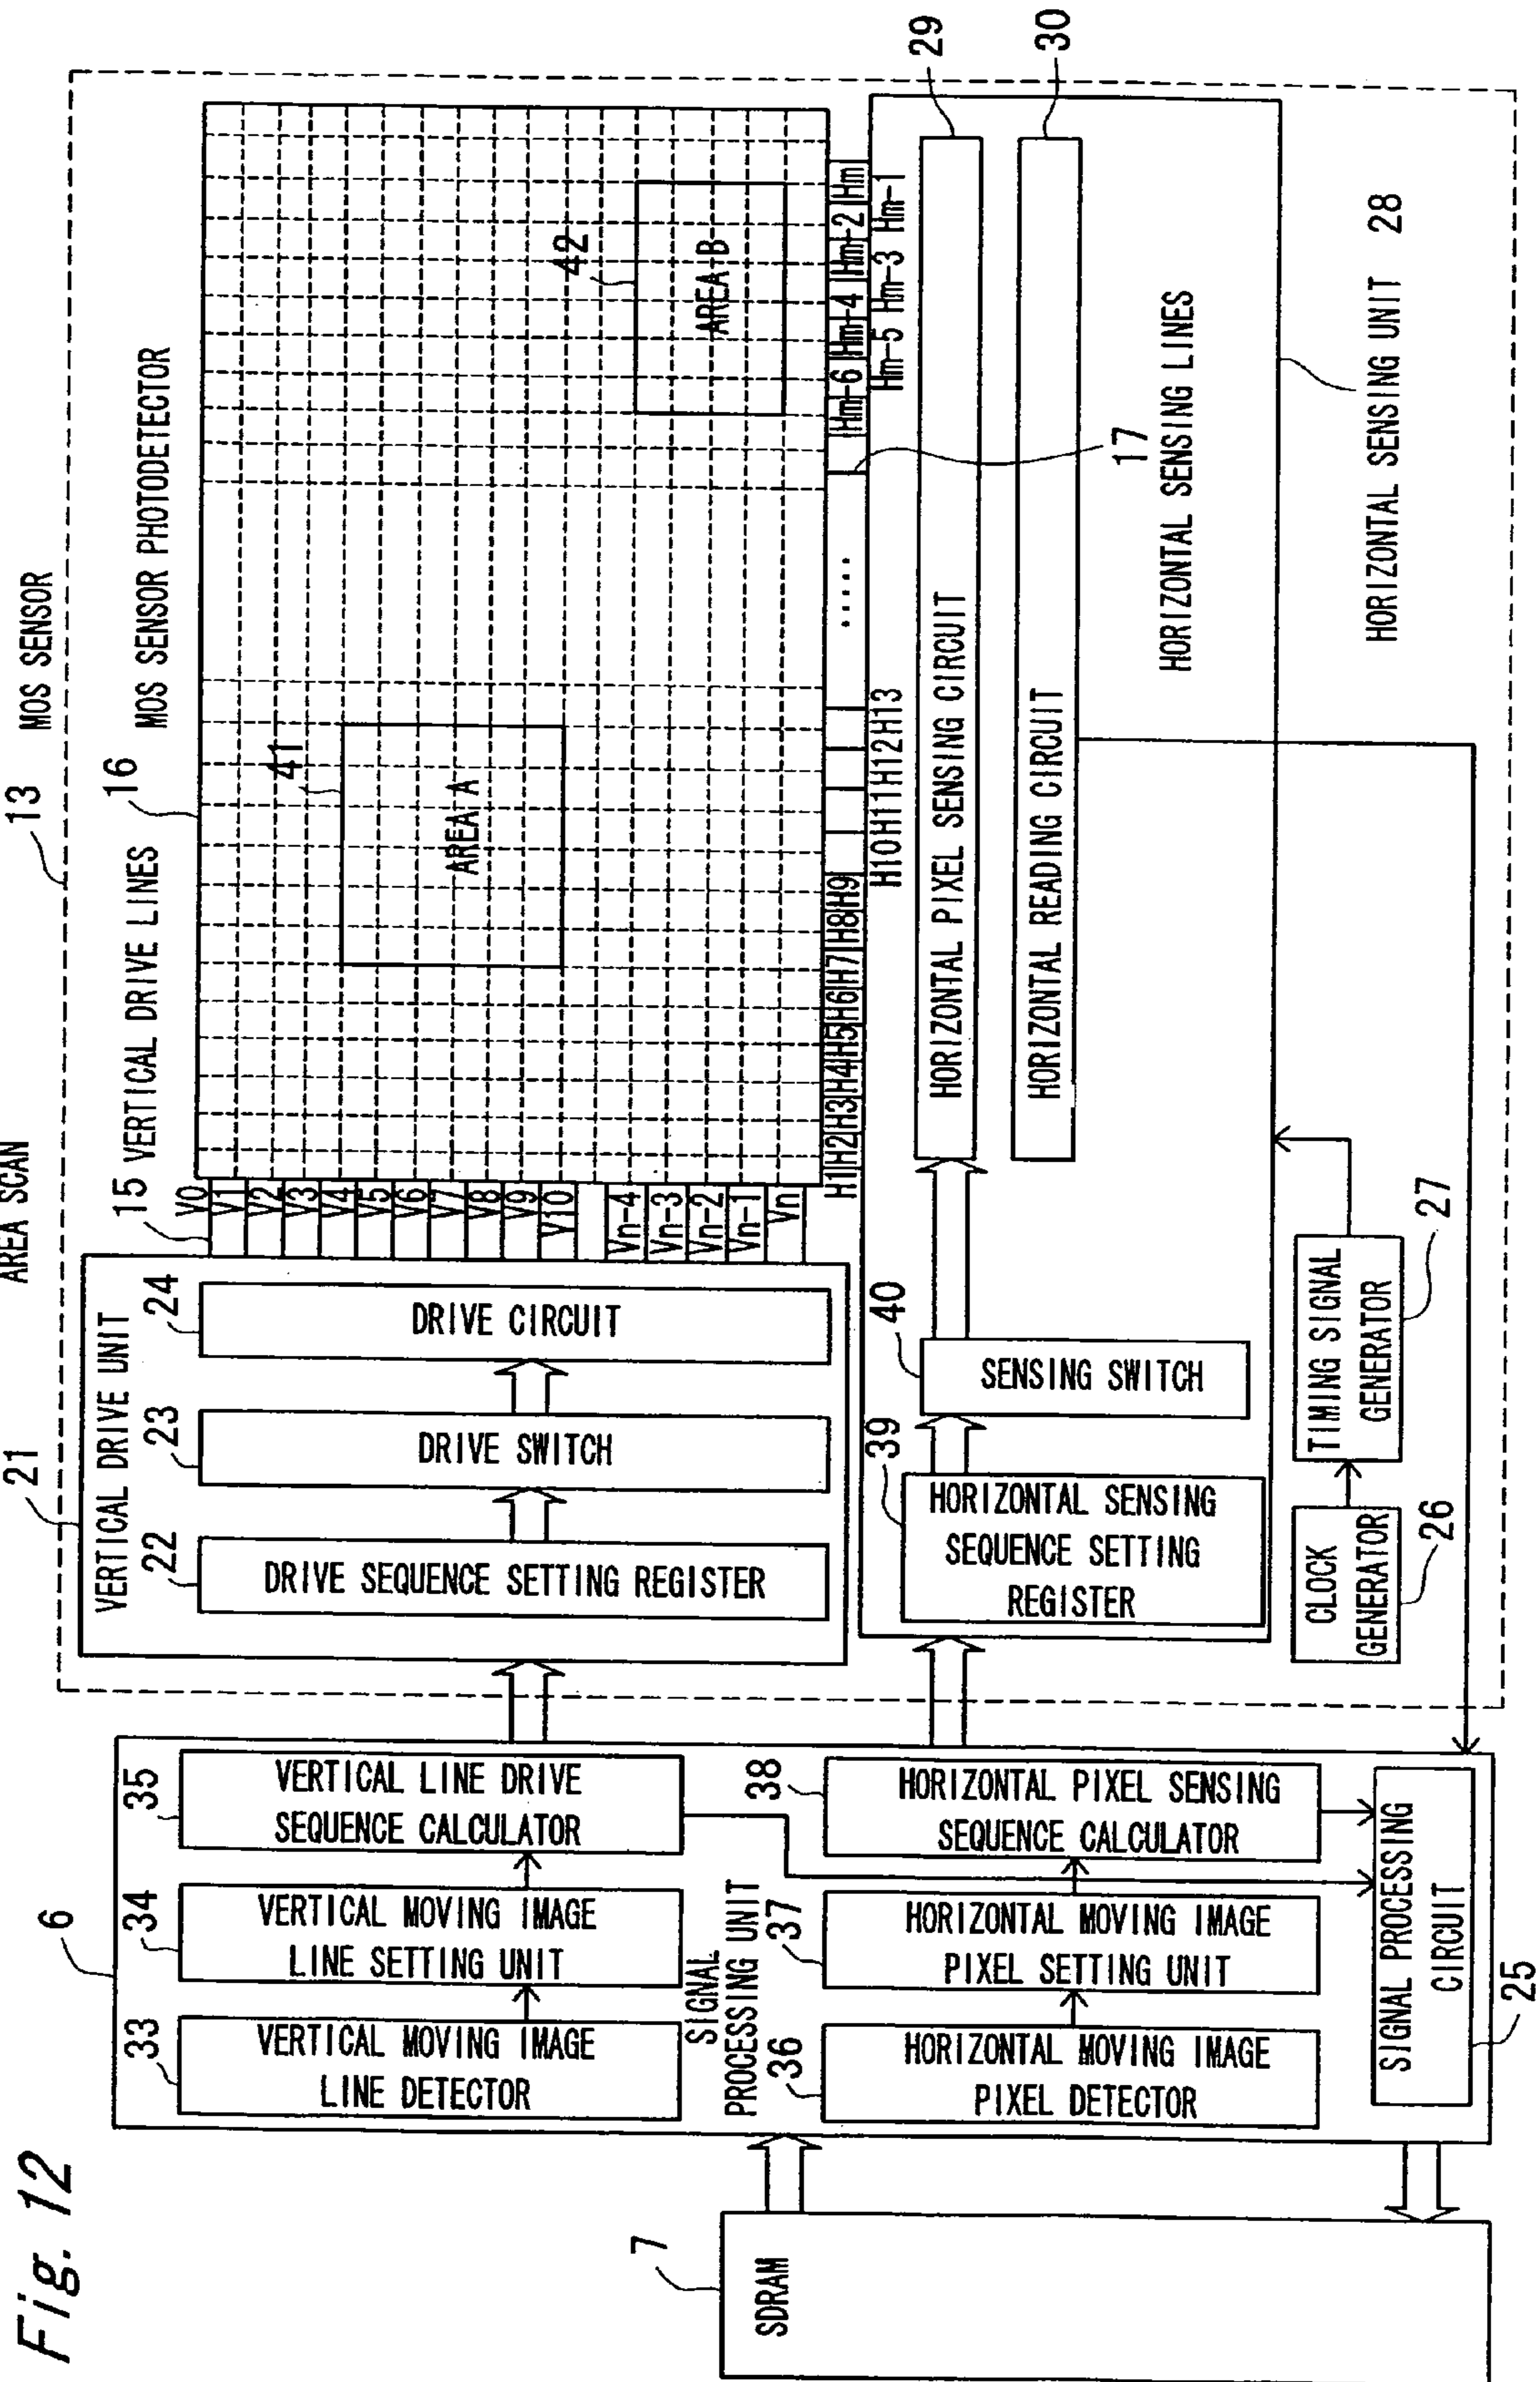 Fig. 12
AREA SCAN
13 MOS SENSOR
6
7
SDRAM
33
VERTICAL MOVING IMAGE
LINE DETECTOR
34
VERTICAL MOVING IMAGE
LINE SETTING UNIT
35
VERTICAL LINE DRIVE
SEQUENCE CALCULATOR
SIGNAL
PROCESSING UNIT
36
HORIZONTAL MOVING IMAGE
PIXEL DETECTOR
37
HORIZONTAL MOVING IMAGE
PIXEL SETTING UNIT
38
HORIZONTAL PIXEL SENSING
SEQUENCE CALCULATOR
SIGNAL PROCESSING
CIRCUIT
25
21
VERTICAL DRIVE UNIT
22
DRIVE SEQUENCE SETTING REGISTER
23
DRIVE SWITCH
24
DRIVE CIRCUIT
15 VERTICAL DRIVE LINES
16 MOS SENSOR PHOTODETECTOR
V0
V1
V2
V3
V4
V5
V6
V7
V8
V9
V10
Vn-4
Vn-3
Vn-2
Vn-1
Vn
41
AREA A
42
AREA B
H1 H2 H3 H4 H5 H6 H7 H8 H9 ..... Hm-6 Hm-4 Hm-2 Hm
H10 H11 H12 H13 Hm-5 Hm-3 Hm-1
17
39
HORIZONTAL SENSING
SEQUENCE SETTING
REGISTER
40
SENSING SWITCH
HORIZONTAL PIXEL SENSING CIRCUIT
29
HORIZONTAL READING CIRCUIT
30
HORIZONTAL SENSING LINES
HORIZONTAL SENSING UNIT 28
CLOCK
GENERATOR
26
TIMING SIGNAL
GENERATOR
27